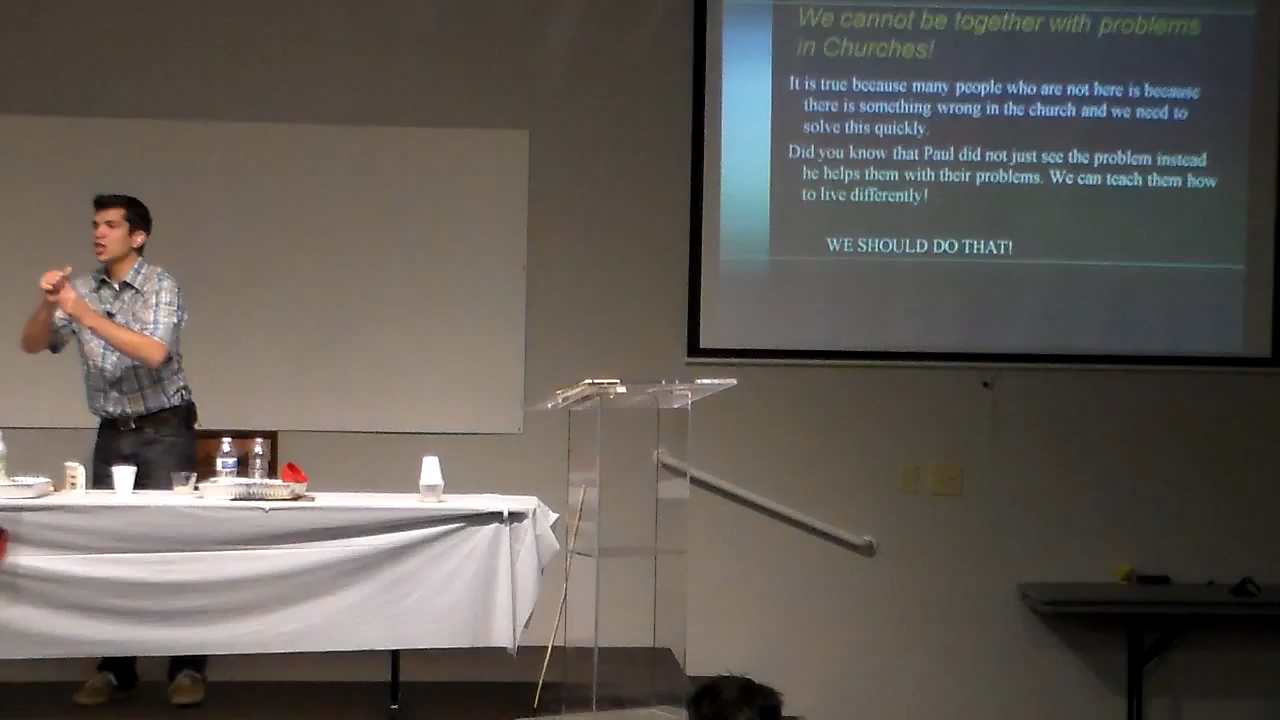 We cannot be together with problems
in Churches!
It is true because many people who are not here is because
there is something wrong in the church and we need to
solve this quickly.
Did you know that Paul did not just see the problem instead
he helps them with their problems. We can teach them how
to live differently!
WE SHOULD DO THAT!